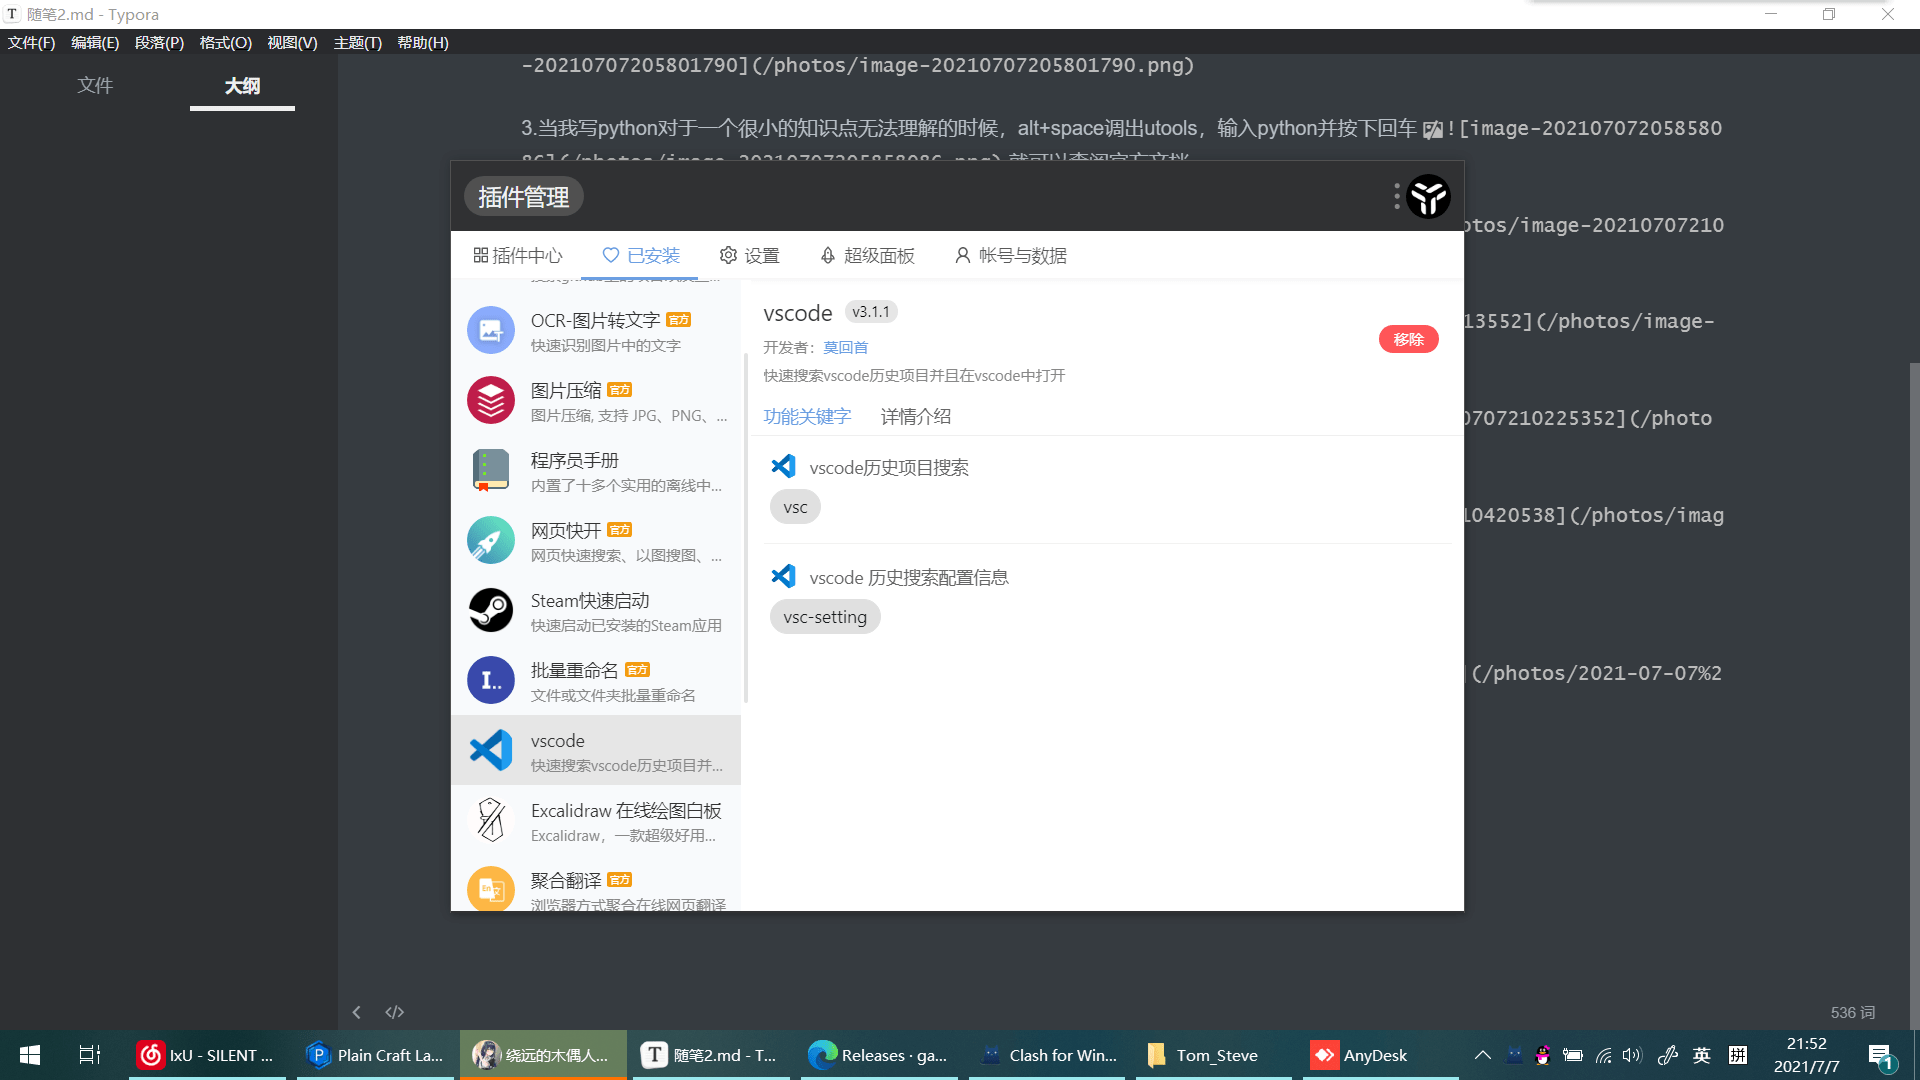 随笔2.md - Typora
文件(F) 编辑(E) 段落(P) 格式(O) 视图(V) 主题(T) 帮助(H)
文件 大纲
-20210707205801790](/photos/image-20210707205801790.png)
3.当我写python对于一个很小的知识点无法理解的时候，alt+space调出utools，输入python并按下回车 ![image-202107072058580
86](/photos/image-20210707205858086.png) 就可以查阅官方文档
otos/image-20210707210
13552](/photos/image-
0707210225352](/photo
10420538](/photos/imag
](/photos/2021-07-07%2
插件管理
插件中心 已安装 设置 超级面板 帐号与数据
OCR-图片转文字 官方
快速识别图片中的文字
图片压缩 官方
图片压缩, 支持 JPG、PNG、...
程序员手册
内置了十多个实用的离线中...
网页快开 官方
网页快速搜索、以图搜图、...
Steam快速启动
快速启动已安装的Steam应用
批量重命名 官方
文件或文件夹批量重命名
vscode
快速搜索vscode历史项目并...
Excalidraw 在线绘图白板
Excalidraw，一款超级好用...
聚合翻译 官方
浏览器方式聚合在线网页翻译
vscode v3.1.1
开发者：莫回首
移除
快速搜索vscode历史项目并且在vscode中打开
功能关键字 详情介绍
vscode历史项目搜索
vsc
vscode 历史搜索配置信息
vsc-setting
536 词
IxU - SILENT ...
Plain Craft La...
绕远的木偶人...
随笔2.md - T...
Releases · ga...
Clash for Win...
Tom_Steve
AnyDesk
英 拼
21:52
2021/7/7
1